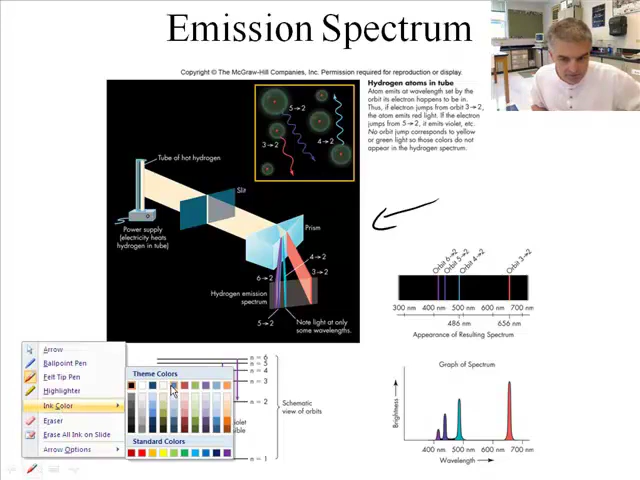 Emission Spectrum
Copyright © The McGraw-Hill Companies, Inc. Permission required for reproduction or display.
Hydrogen atoms in tube
Atom emits at wavelength set by the
orbit its electron happens to be in.
Thus, if electron jumps from orbit 3→2,
the atom emits red light. If the electron
jumps from 5→2, it emits violet, etc.
No orbit jump corresponds to yellow
or green light so those colors do not
appear in the hydrogen spectrum.
5→2
3→2
4→2
Tube of hot hydrogen
Slit
Prism
Power supply
(electricity heats
hydrogen in tube)
4→2
6→2
3→2
Hydrogen emission
spectrum
5→2
Note light at only
some wavelengths.
Orbit 6→2
Orbit 5→2
Orbit 4→2
Orbit 3→2
300 nm 400 nm 500 nm 600 nm 700 nm
486 nm 656 nm
Appearance of Resulting Spectrum
Arrow
Ballpoint Pen
Felt Tip Pen
Highlighter
Ink Color
Eraser
Erase All Ink on Slide
Arrow Options
Theme Colors
Standard Colors
n = 6
n = 5
n = 4
n = 3
n = 2
n = 1
Schematic
view of orbits
Graph of Spectrum
Brightness
400 nm 500 nm 600 nm 700 nm
Wavelength